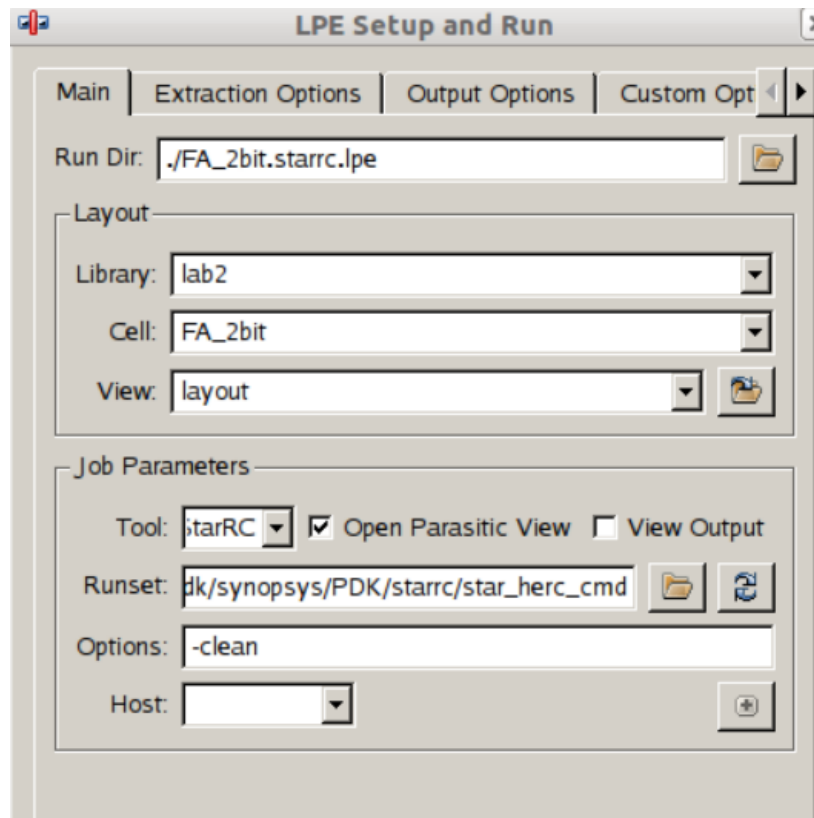 LPE Setup and Run
Main Extraction Options Output Options Custom Opt
Run Dir: ./FA_2bit.starrc.lpe
Layout
Library: lab2
Cell: FA_2bit
View: layout
Job Parameters
Tool: StarRC Open Parasitic View View Output
Runset: dk/synopsys/PDK/starrc/star_herc_cmd
Options: -clean
Host: